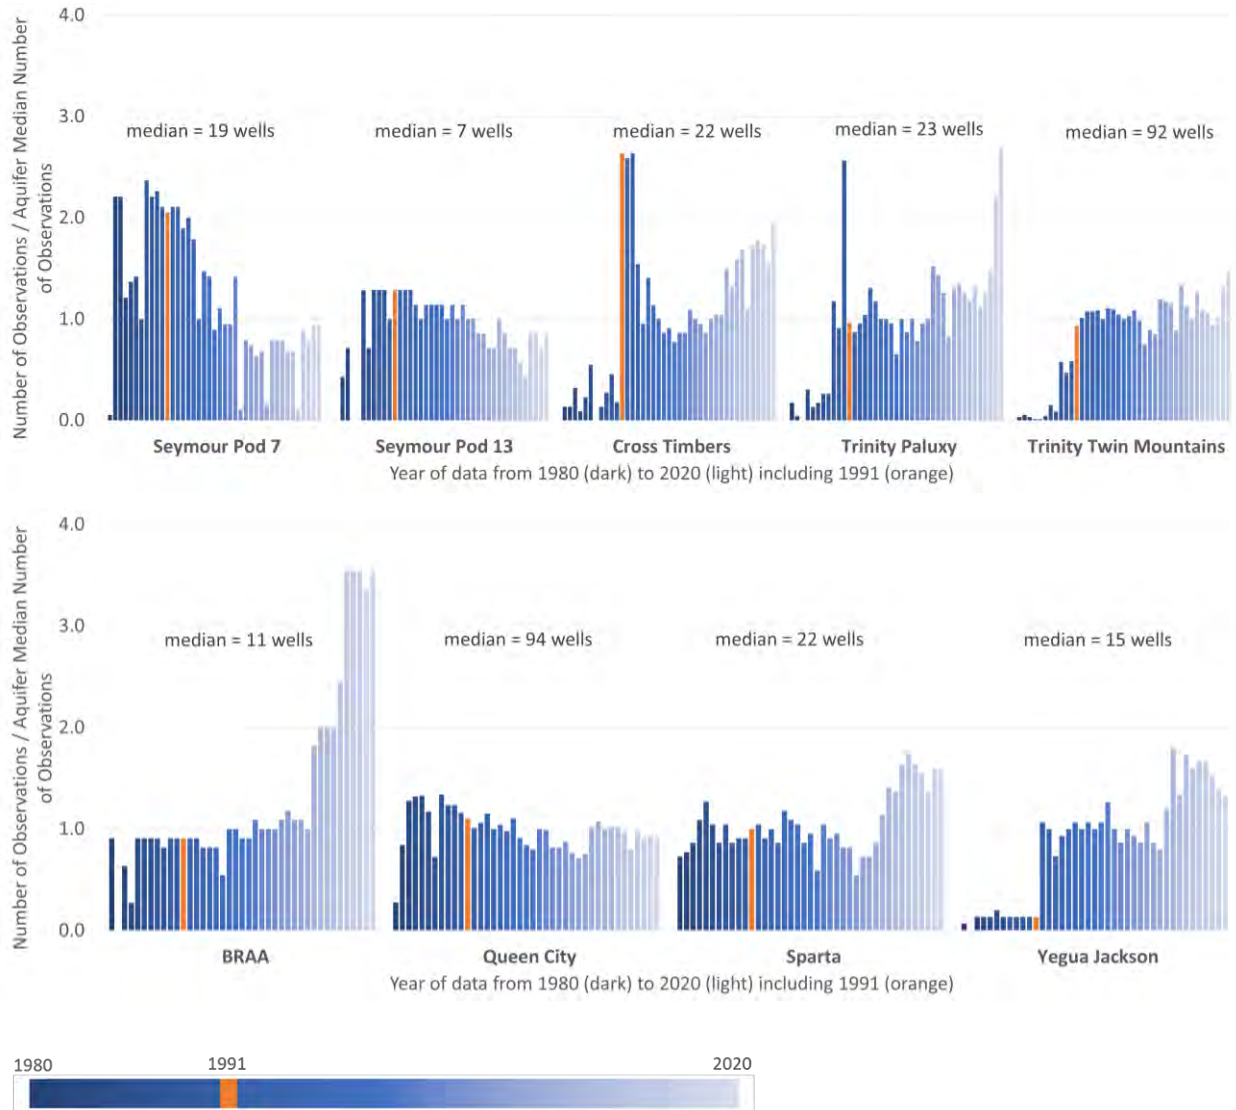 4.0
3.0
2.0
1.0
0.0
Number of Observations / Aquifer Median Number
of Observations
median = 19 wells
median = 7 wells
median = 22 wells
median = 23 wells
median = 92 wells
Seymour Pod 7
Seymour Pod 13
Cross Timbers
Trinity Paluxy
Trinity Twin Mountains
Year of data from 1980 (dark) to 2020 (light) including 1991 (orange)
4.0
3.0
2.0
1.0
0.0
Number of Observations / Aquifer Median Number
of Observations
median = 11 wells
median = 94 wells
median = 22 wells
median = 15 wells
BRAA
Queen City
Sparta
Yegua Jackson
Year of data from 1980 (dark) to 2020 (light) including 1991 (orange)
1980
1991
2020